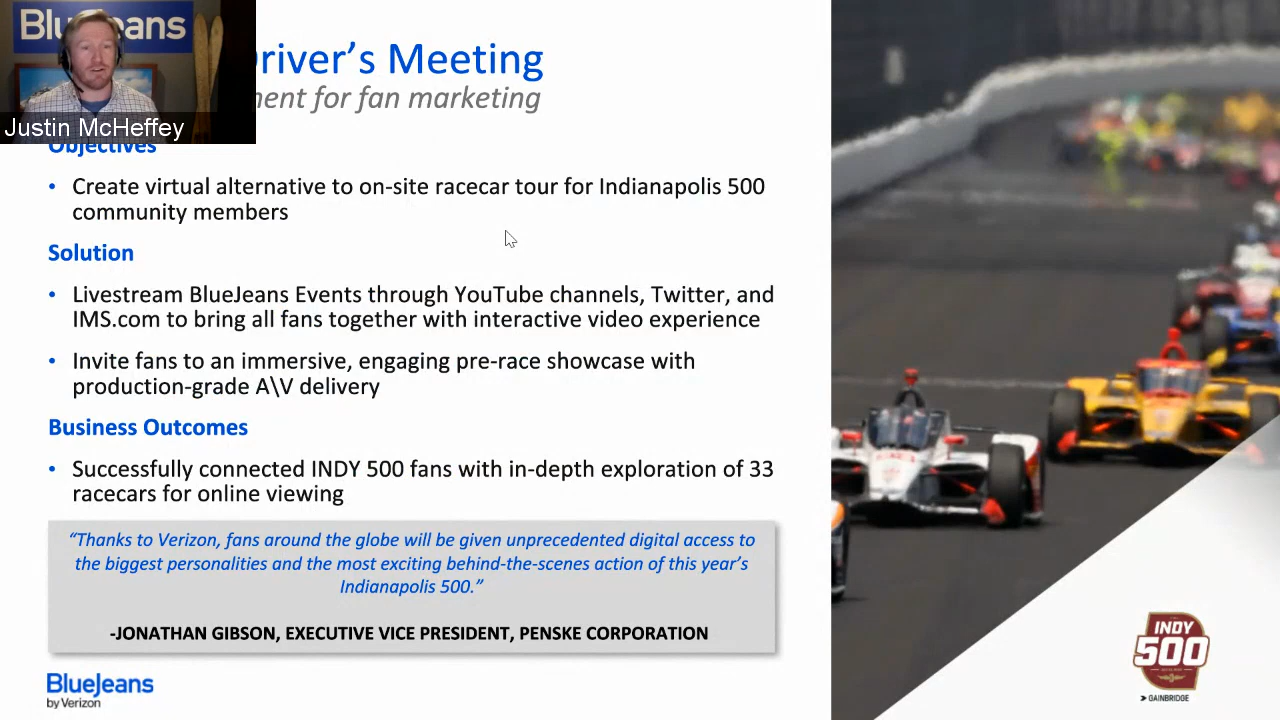 BlueJeans
Justin McHeffey
Driver's Meeting
for fan marketing
Objectives
• Create virtual alternative to on-site racecar tour for Indianapolis 500
community members
Solution
• Livestream BlueJeans Events through YouTube channels, Twitter, and
IMS.com to bring all fans together with interactive video experience
• Invite fans to an immersive, engaging pre-race showcase with
production-grade A\V delivery
Business Outcomes
• Successfully connected INDY 500 fans with in-depth exploration of 33
racecars for online viewing
“Thanks to Verizon, fans around the globe will be given unprecedented digital access to
the biggest personalities and the most exciting behind-the-scenes action of this year’s
Indianapolis 500.”
-JONATHAN GIBSON, EXECUTIVE VICE PRESIDENT, PENSKE CORPORATION
BlueJeans
by Verizon
INDY
500
GAINBRIDGE